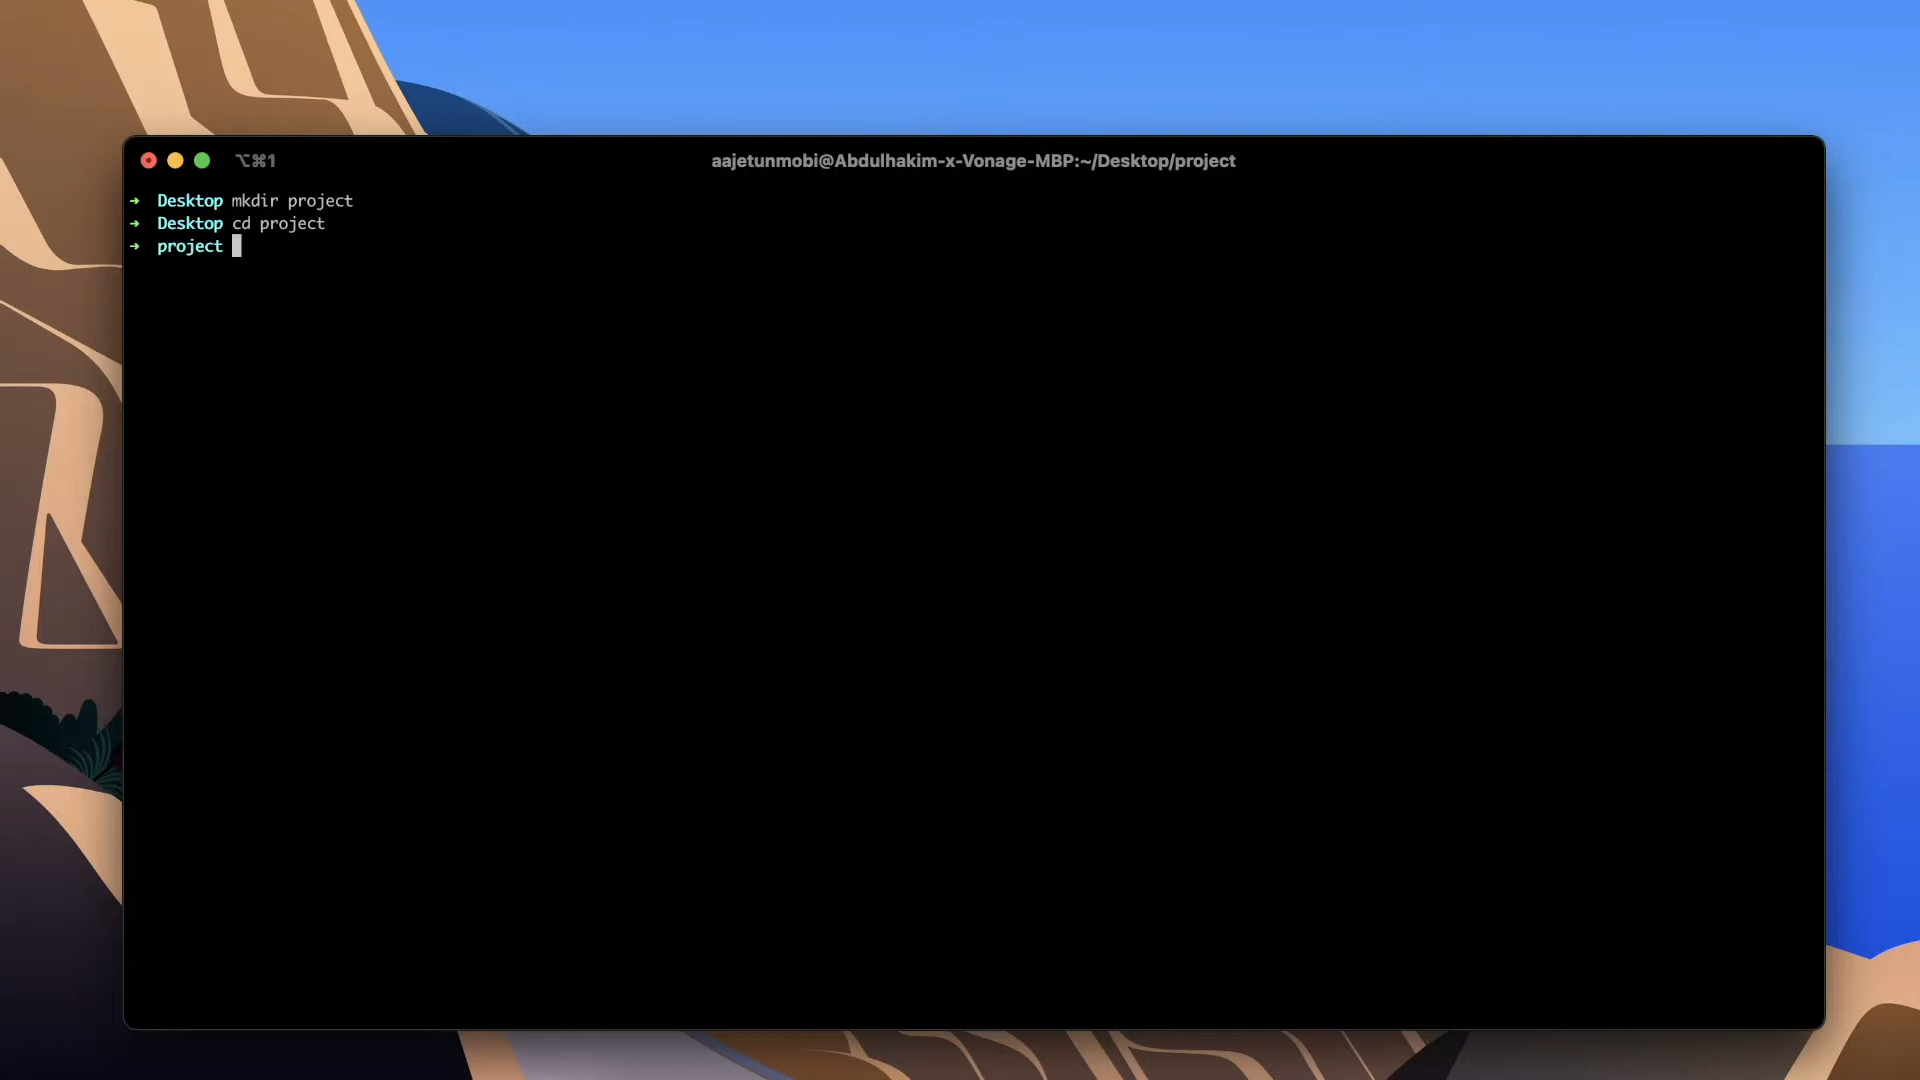 ⌥⌘1
aajetunmobi@Abdulhakim-x-Vonage-MBP:~/Desktop/project
➜ Desktop mkdir project
➜ Desktop cd project
➜ project